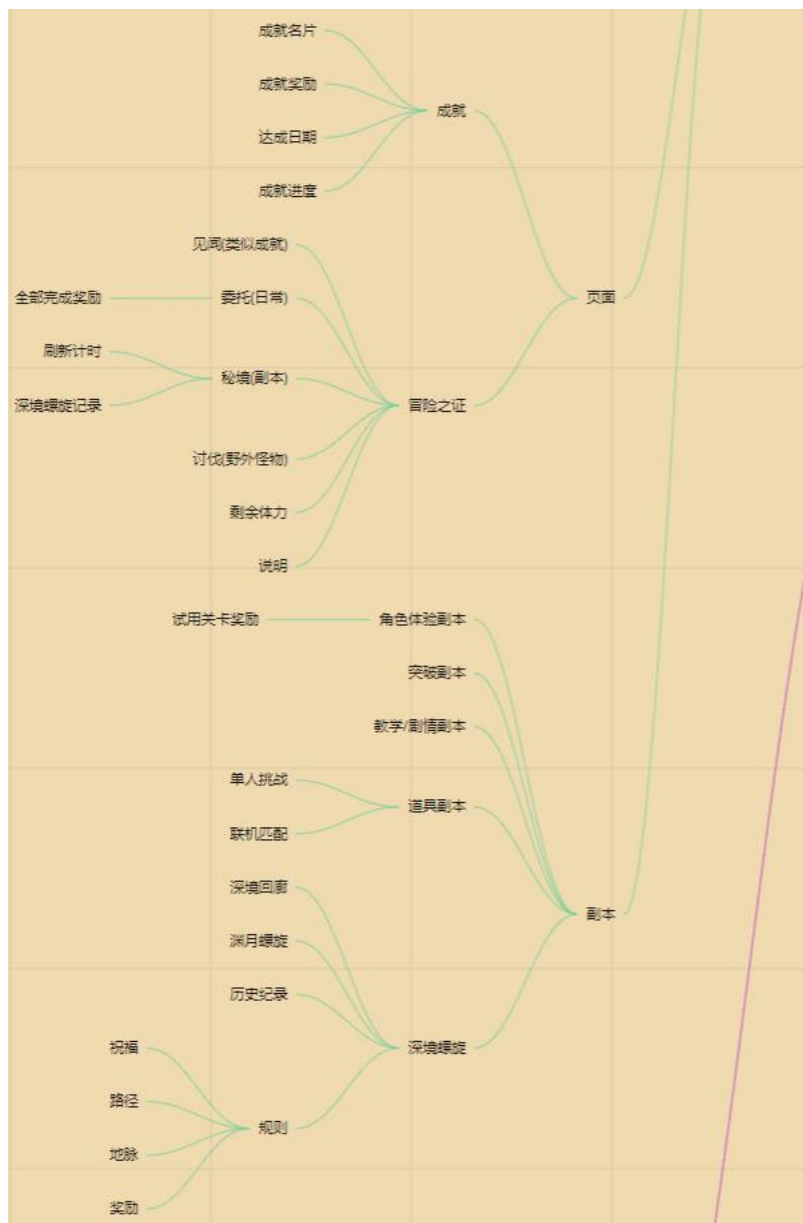 成就名片
成就奖励
成就
达成日期
成就进度
见闻(类似成就)
全部完成奖励
委托(日常)
页面
刷新计时
秘境(副本)
深境螺旋记录
冒险之证
讨伐(野外怪物)
剩余体力
说明
试用关卡奖励
角色体验副本
突破副本
教学/剧情副本
单人挑战
道具副本
联机匹配
深境回廊
副本
渊月螺旋
历史纪录
祝福
深境螺旋
路径
规则
地脉
奖励